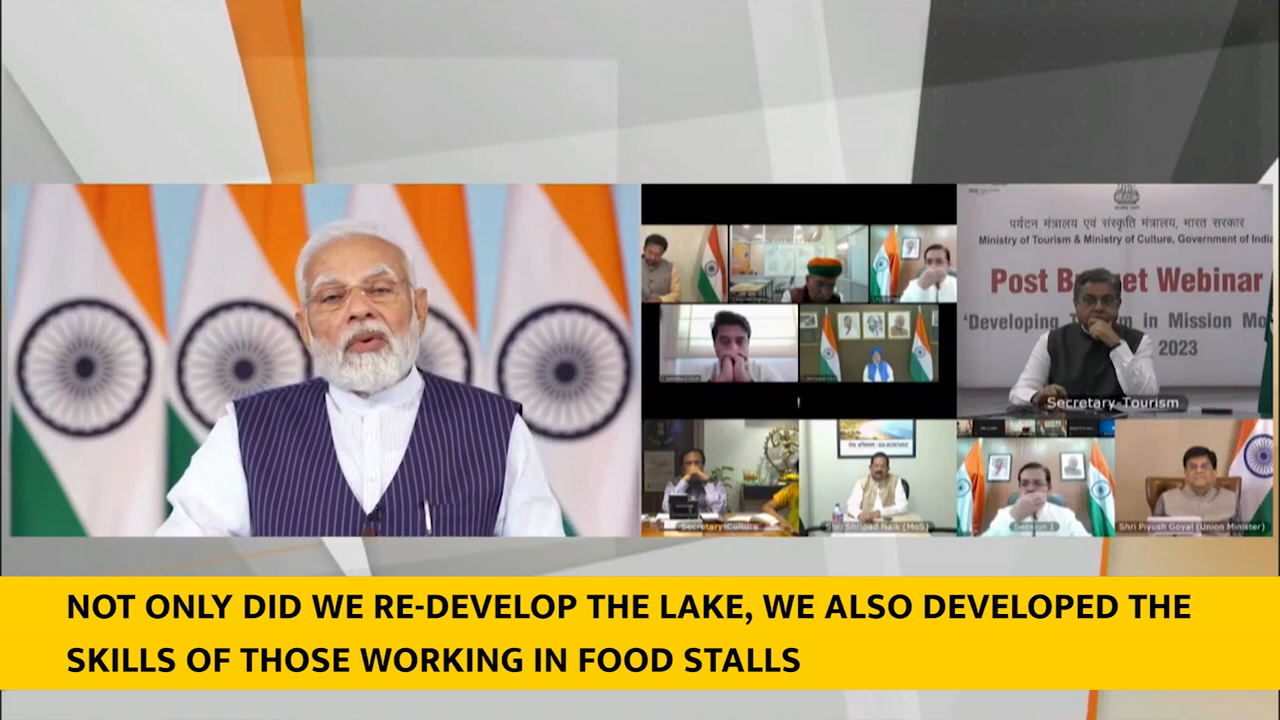 पर्यटन मंत्रालय एवं संस्कृति मंत्रालय, भारत सरकार
Ministry of Tourism & Ministry of Culture, Government of India
Post Webinar
'Developing in Mission Mo
2023
Secretary-Tourism
Secretary-Culture
Shri Shripad Naik (MoS)
Session 1
Shri Piyush Goyal (Union Minister)
NOT ONLY DID WE RE-DEVELOP THE LAKE, WE ALSO DEVELOPED THE
SKILLS OF THOSE WORKING IN FOOD STALLS